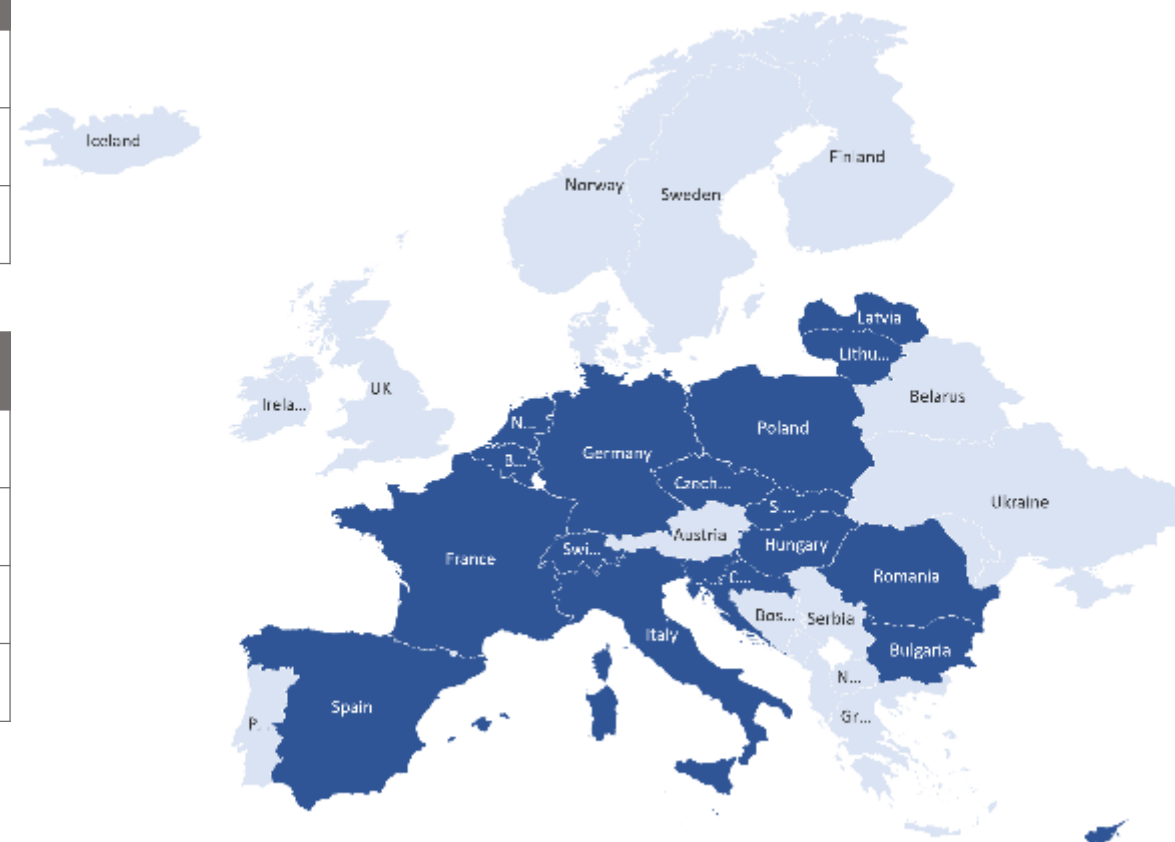 Iceland
Norway
Sweden
Finland
Latvia
Lithu...
Belarus
UK
Irela...
N...
B...
Germany
Poland
Czech...
S...
Ukraine
Austria
France
Swi...
Hungary
C...
Romania
Bos...
Serbia
Italy
Bulgaria
N...
Gr...
Spain
P...